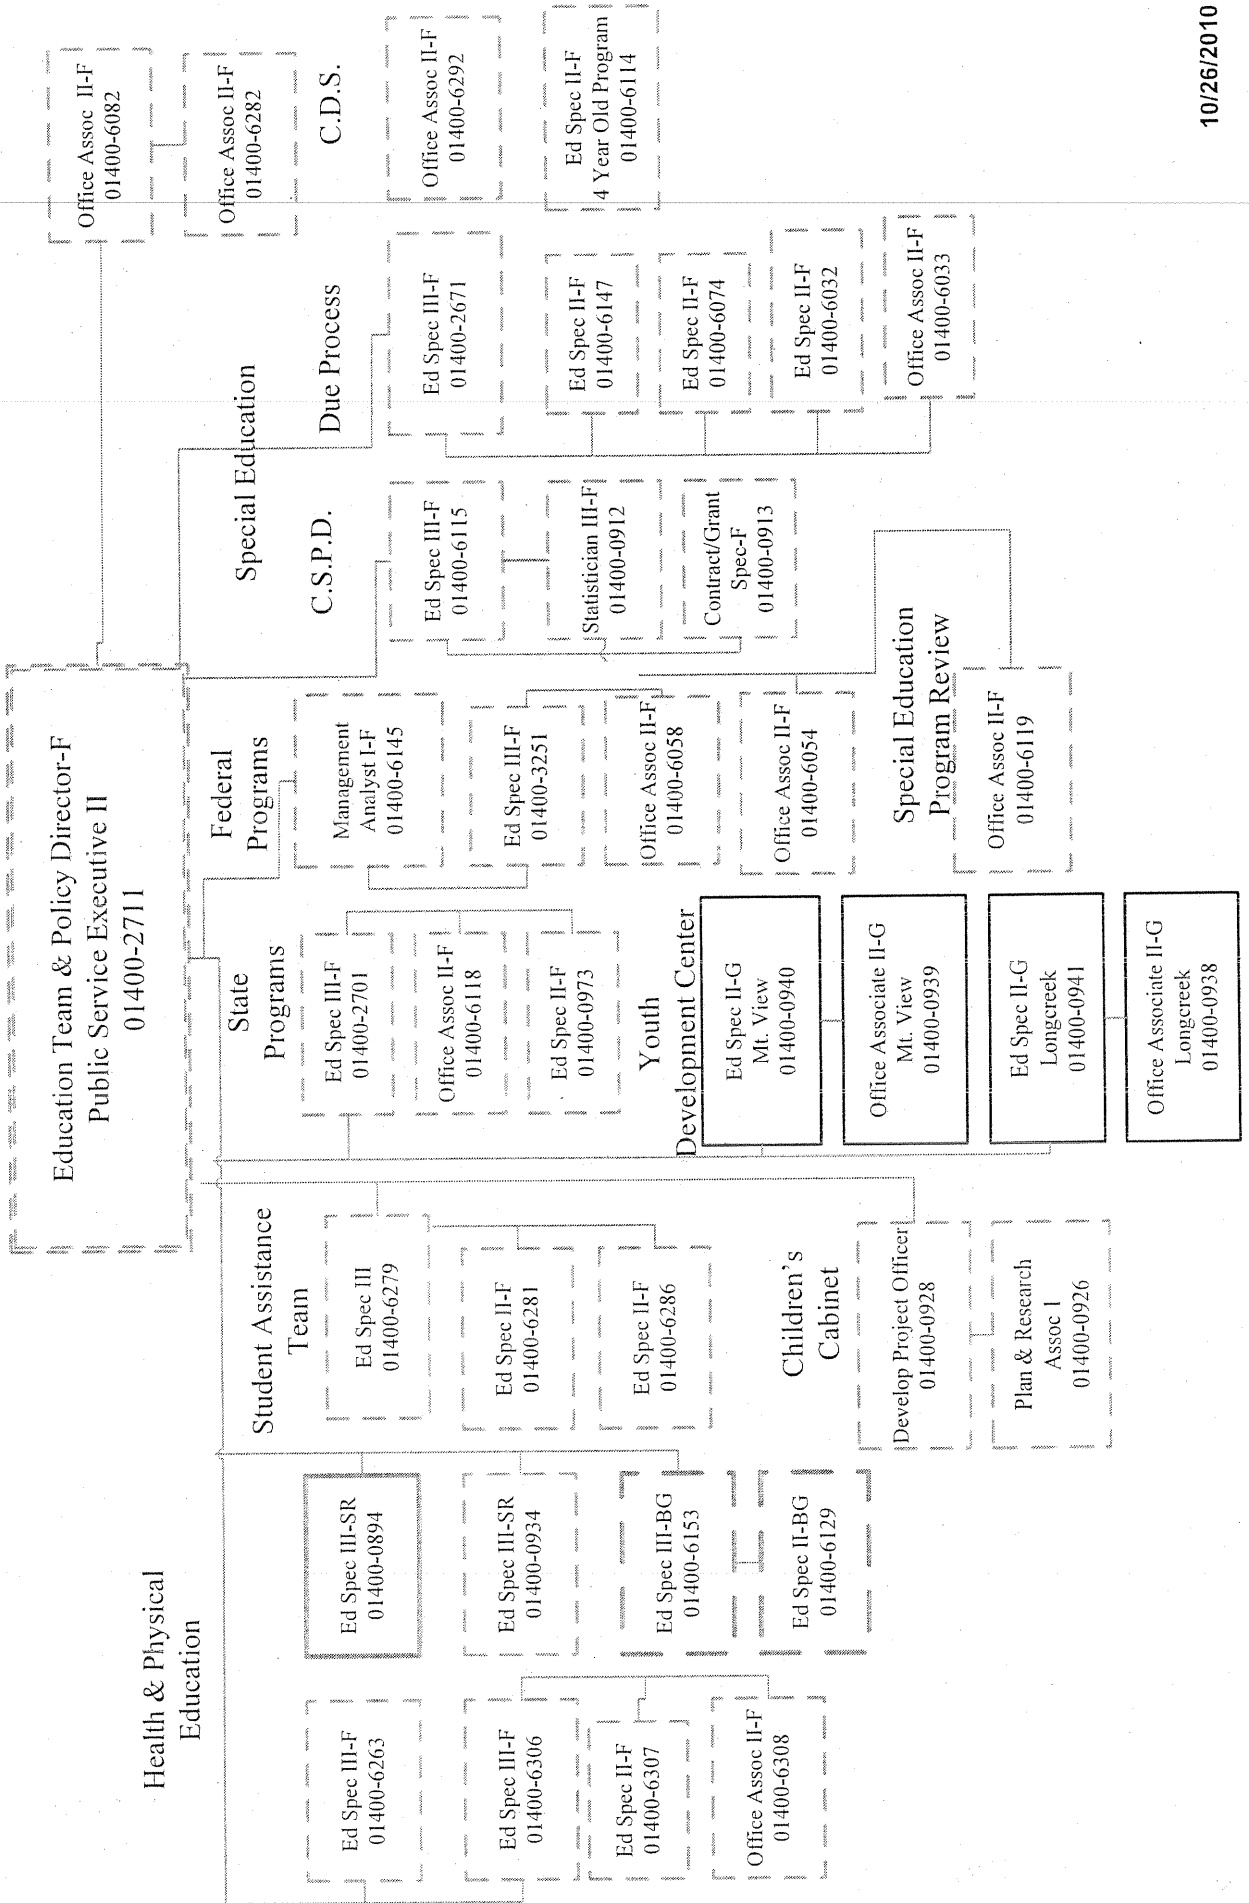 Education Team & Policy Director-F
Public Service Executive II
01400-2711
Office Assoc II-F
01400-6082
Office Assoc II-F
01400-6282
Health & Physical
Education
Ed Spec III-F
01400-6263
Ed Spec III-F
01400-6306
Ed Spec II-F
01400-6307
Office Assoc II-F
01400-6308
Ed Spec III-SR
01400-0894
Ed Spec III-SR
01400-0934
Ed Spec III-BG
01400-6153
Ed Spec II-BG
01400-6129
Student Assistance
Team
Ed Spec III
01400-6279
Ed Spec II-F
01400-6281
Ed Spec II-F
01400-6286
Children's
Cabinet
Develop Project Officer
01400-0928
Plan & Research
Assoc I
01400-0926
State
Programs
Ed Spec III-F
01400-2701
Office Assoc II-F
01400-6118
Ed Spec II-F
01400-0973
Youth
Development Center
Ed Spec II-G
Mt. View
01400-0940
Office Associate II-G
Mt. View
01400-0939
Ed Spec II-G
Longcreek
01400-0941
Office Associate II-G
Longcreek
01400-0938
Federal
Programs
Management
Analyst I-F
01400-6145
Ed Spec III-F
01400-3251
Office Assoc II-F
01400-6058
Office Assoc II-F
01400-6054
Special Education
Program Review
Office Assoc II-F
01400-6119
Special Education
C.S.P.D.
Ed Spec III-F
01400-6115
Statistician III-F
01400-0912
Contract/Grant
Spec-F
01400-0913
Due Process
Ed Spec III-F
01400-2671
Ed Spec II-F
01400-6147
Ed Spec II-F
01400-6074
Ed Spec II-F
01400-6032
Office Assoc II-F
01400-6033
C.D.S.
Office Assoc II-F
01400-6292
Ed Spec II-F
4 Year Old Program
01400-6114
10/26/2010